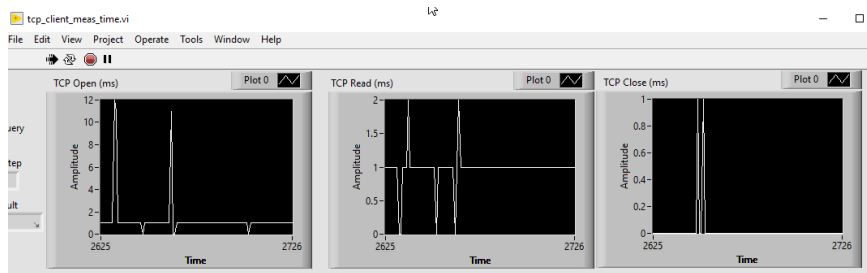 tcp_client_meas_time.vi
File Edit View Project Operate Tools Window Help
uery
tep
ult
TCP Open (ms)
Plot 0
Amplitude
12
10
8
6
4
2
0
2625
2726
Time
TCP Read (ms)
Plot 0
Amplitude
2
1.5
1
0.5
0
2625
2726
Time
TCP Close (ms)
Plot 0
Amplitude
1
0.8
0.6
0.4
0.2
0
2625
2726
Time